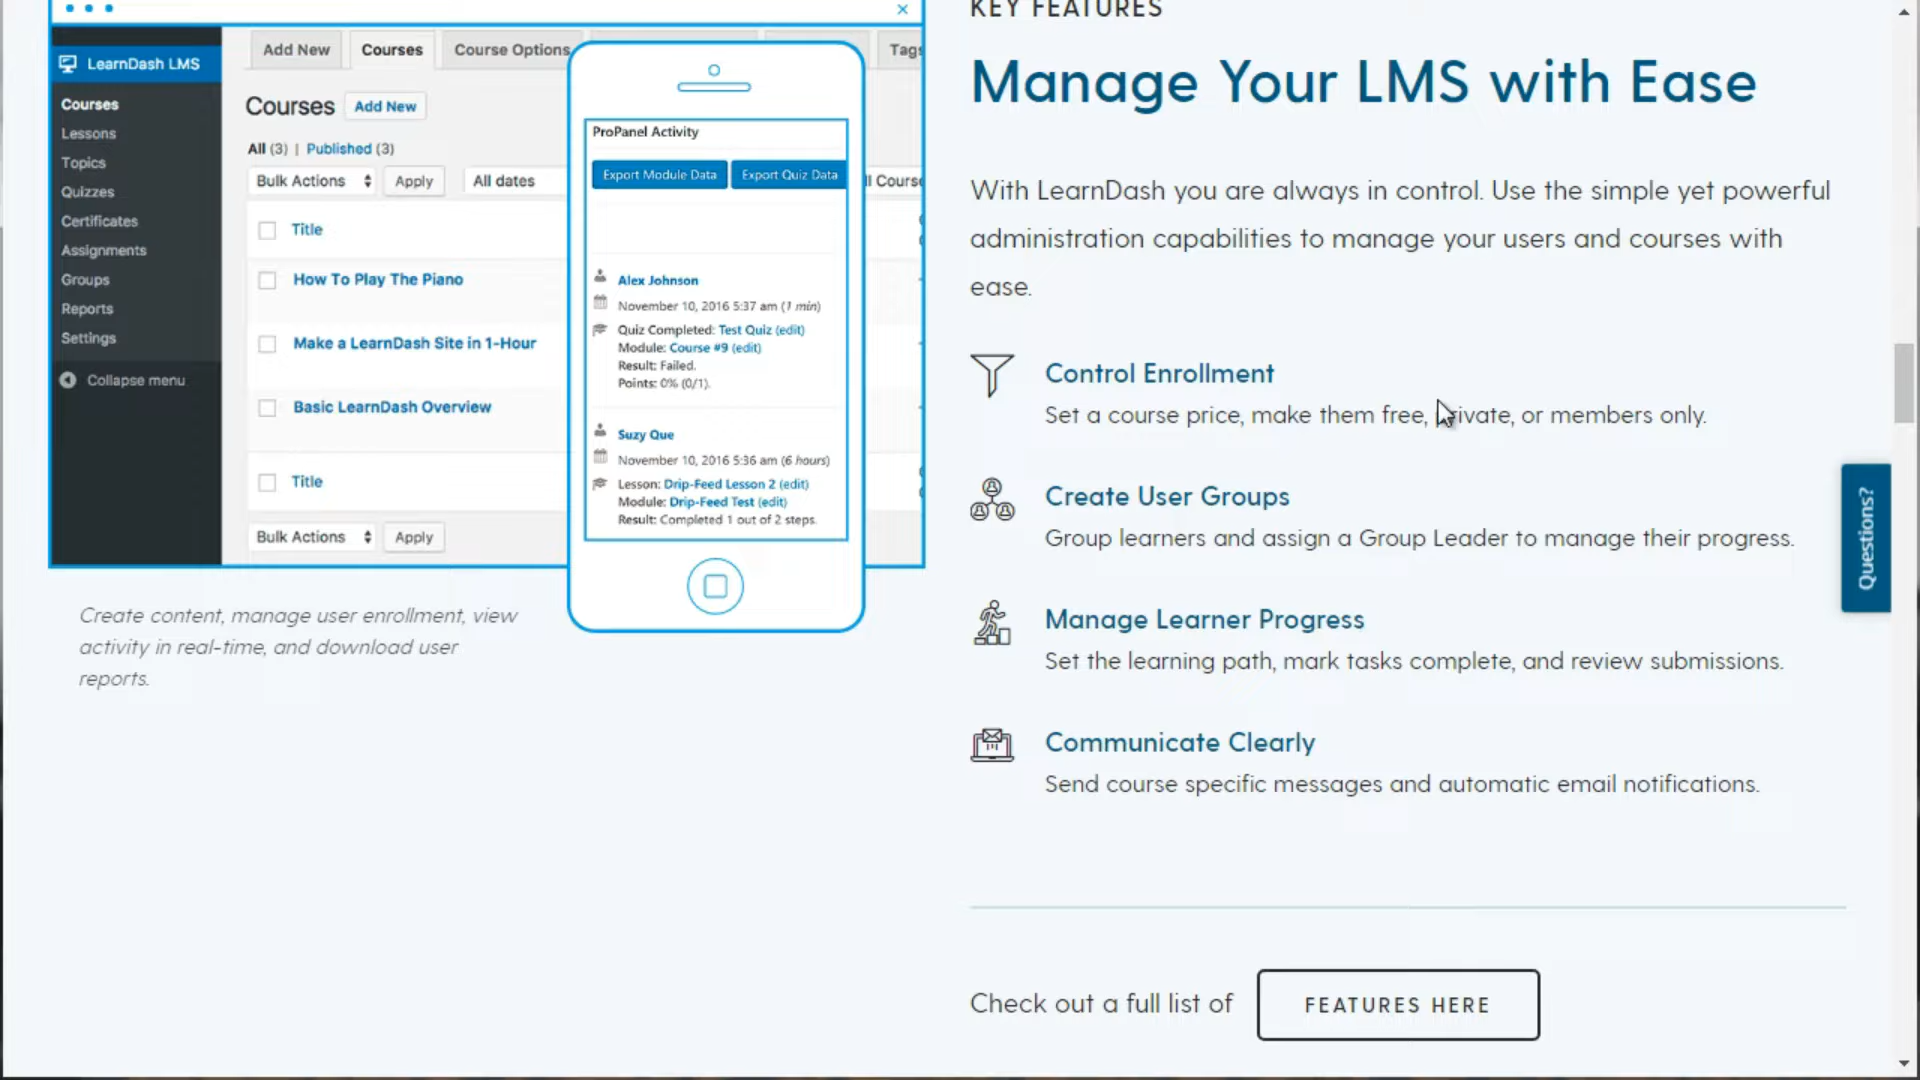 LearnDash LMS
Courses
Lessons
Topics
Quizzes
Certificates
Assignments
Groups
Reports
Settings
Collapse menu
Add New
Courses
Course Options
Tags
Courses
Add New
All (3) | Published (3)
Bulk Actions
Apply
All dates
Title
How To Play The Piano
Make a LearnDash Site in 1-Hour
Basic LearnDash Overview
Title
Bulk Actions
Apply
ProPanel Activity
Export Module Data
Export Quiz Data
Alex Johnson
November 10, 2016 5:37 am (1 min)
Quiz Completed: Test Quiz (edit)
Module: Course #9 (edit)
Result: Failed.
Points: 0% (0/1).
Suzy Que
November 10, 2016 5:36 am (6 hours)
Lesson: Drip-Feed Lesson 2 (edit)
Module: Drip-Feed Test (edit)
Result: Completed 1 out of 2 steps.
Create content, manage user enrollment, view
activity in real-time, and download user
reports.
KEY FEATURES
Manage Your LMS with Ease
With LearnDash you are always in control. Use the simple yet powerful
administration capabilities to manage your users and courses with
ease.
Control Enrollment
Set a course price, make them free, private, or members only.
Create User Groups
Group learners and assign a Group Leader to manage their progress.
Manage Learner Progress
Set the learning path, mark tasks complete, and review submissions.
Communicate Clearly
Send course specific messages and automatic email notifications.
Questions?
Check out a full list of
FEATURES HERE